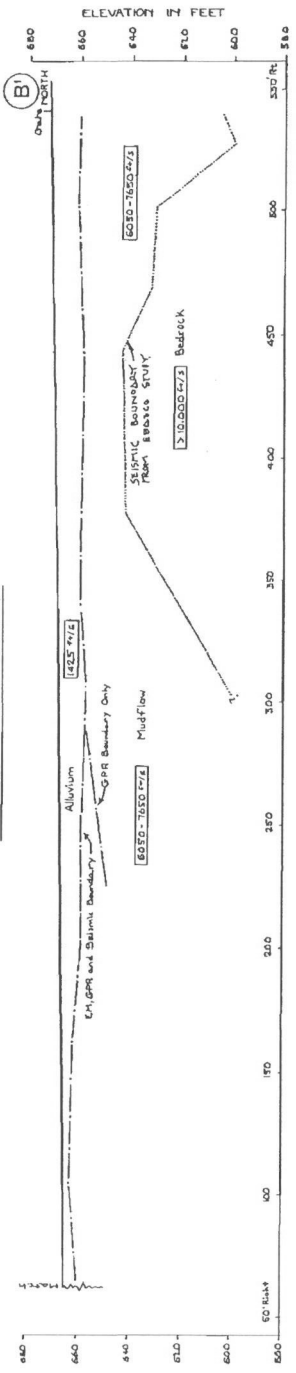 ELEVATION IN FEET
680
660
640
620
600
580
B'
NORTH
1425 ft/s
6050 - 7650 ft/s
Alluvium
EM, GPR and Seismic Boundary
GPR Boundary Only
6050 - 7650 ft/s
Mudflow
SEISMIC BOUNDARY
FROM EBASCO STUDY
>10,000 ft/s
Bedrock
?
Match
680
660
640
620
600
580
50' Right
100
150
200
250
300
350
400
450
500
550' Rt